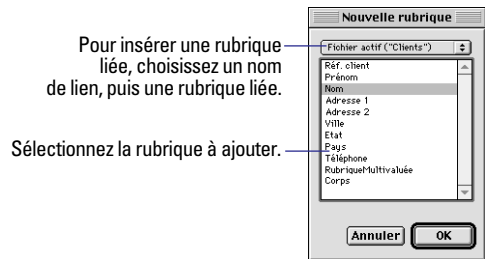 Nouvelle rubrique
Pour insérer une rubrique
liée, choisissez un nom
de lien, puis une rubrique liée.
Fichier actif ("Clients")
Réf. client
Prénom
Nom
Adresse 1
Adresse 2
Ville
Etat
Pays
Téléphone
RubriqueMultivaluée
Corps
Sélectionnez la rubrique à ajouter.
Annuler
OK